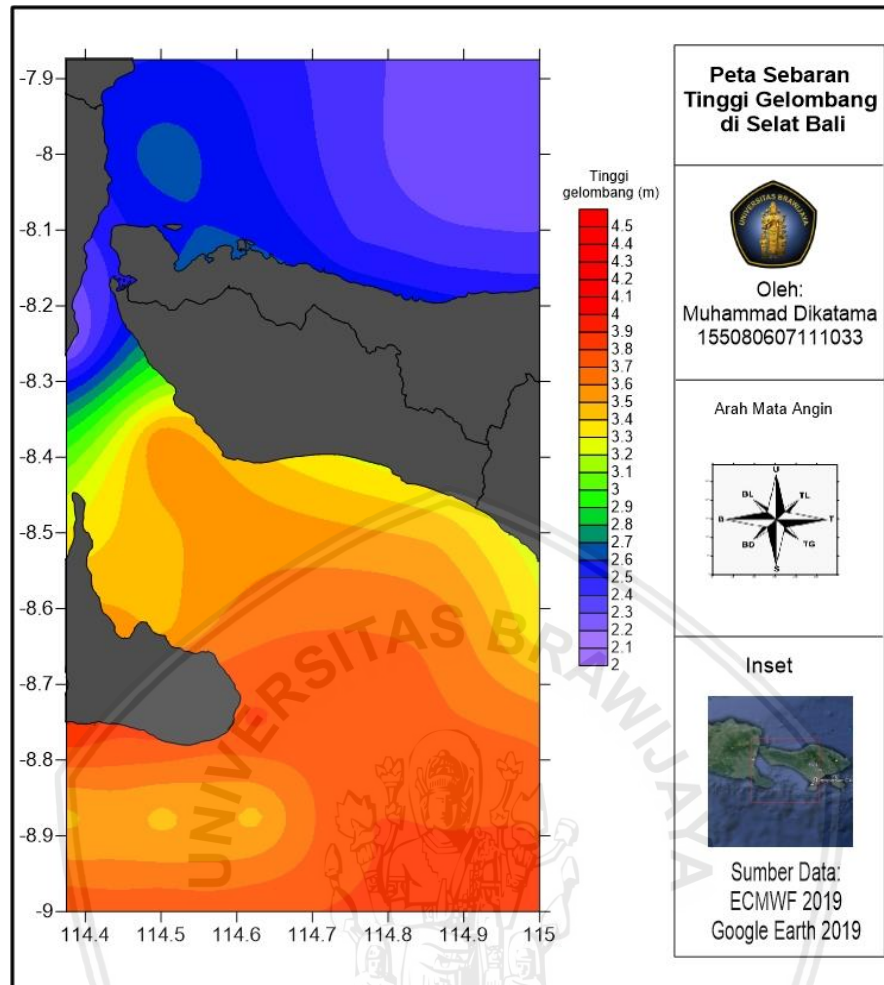 Peta Sebaran
Tinggi Gelombang
di Selat Bali
UNIVERSITAS BRAWIJAYA
Oleh:
Muhammad Dikatama
155080607111033
Arah Mata Angin
U
BL TL
B T
BD TG
S
Inset
Sumber Data:
ECMWF 2019
Google Earth 2019
Tinggi
gelombang (m)
4.5
4.4
4.3
4.2
4.1
4
3.9
3.8
3.7
3.6
3.5
3.4
3.3
3.2
3.1
3
2.9
2.8
2.7
2.6
2.5
2.4
2.3
2.2
2.1
2
-7.9
-8
-8.1
-8.2
-8.3
-8.4
-8.5
-8.6
-8.7
-8.8
-8.9
-9
114.4 114.5 114.6 114.7 114.8 114.9 115
UNIVERSITAS BRAWIJAYA